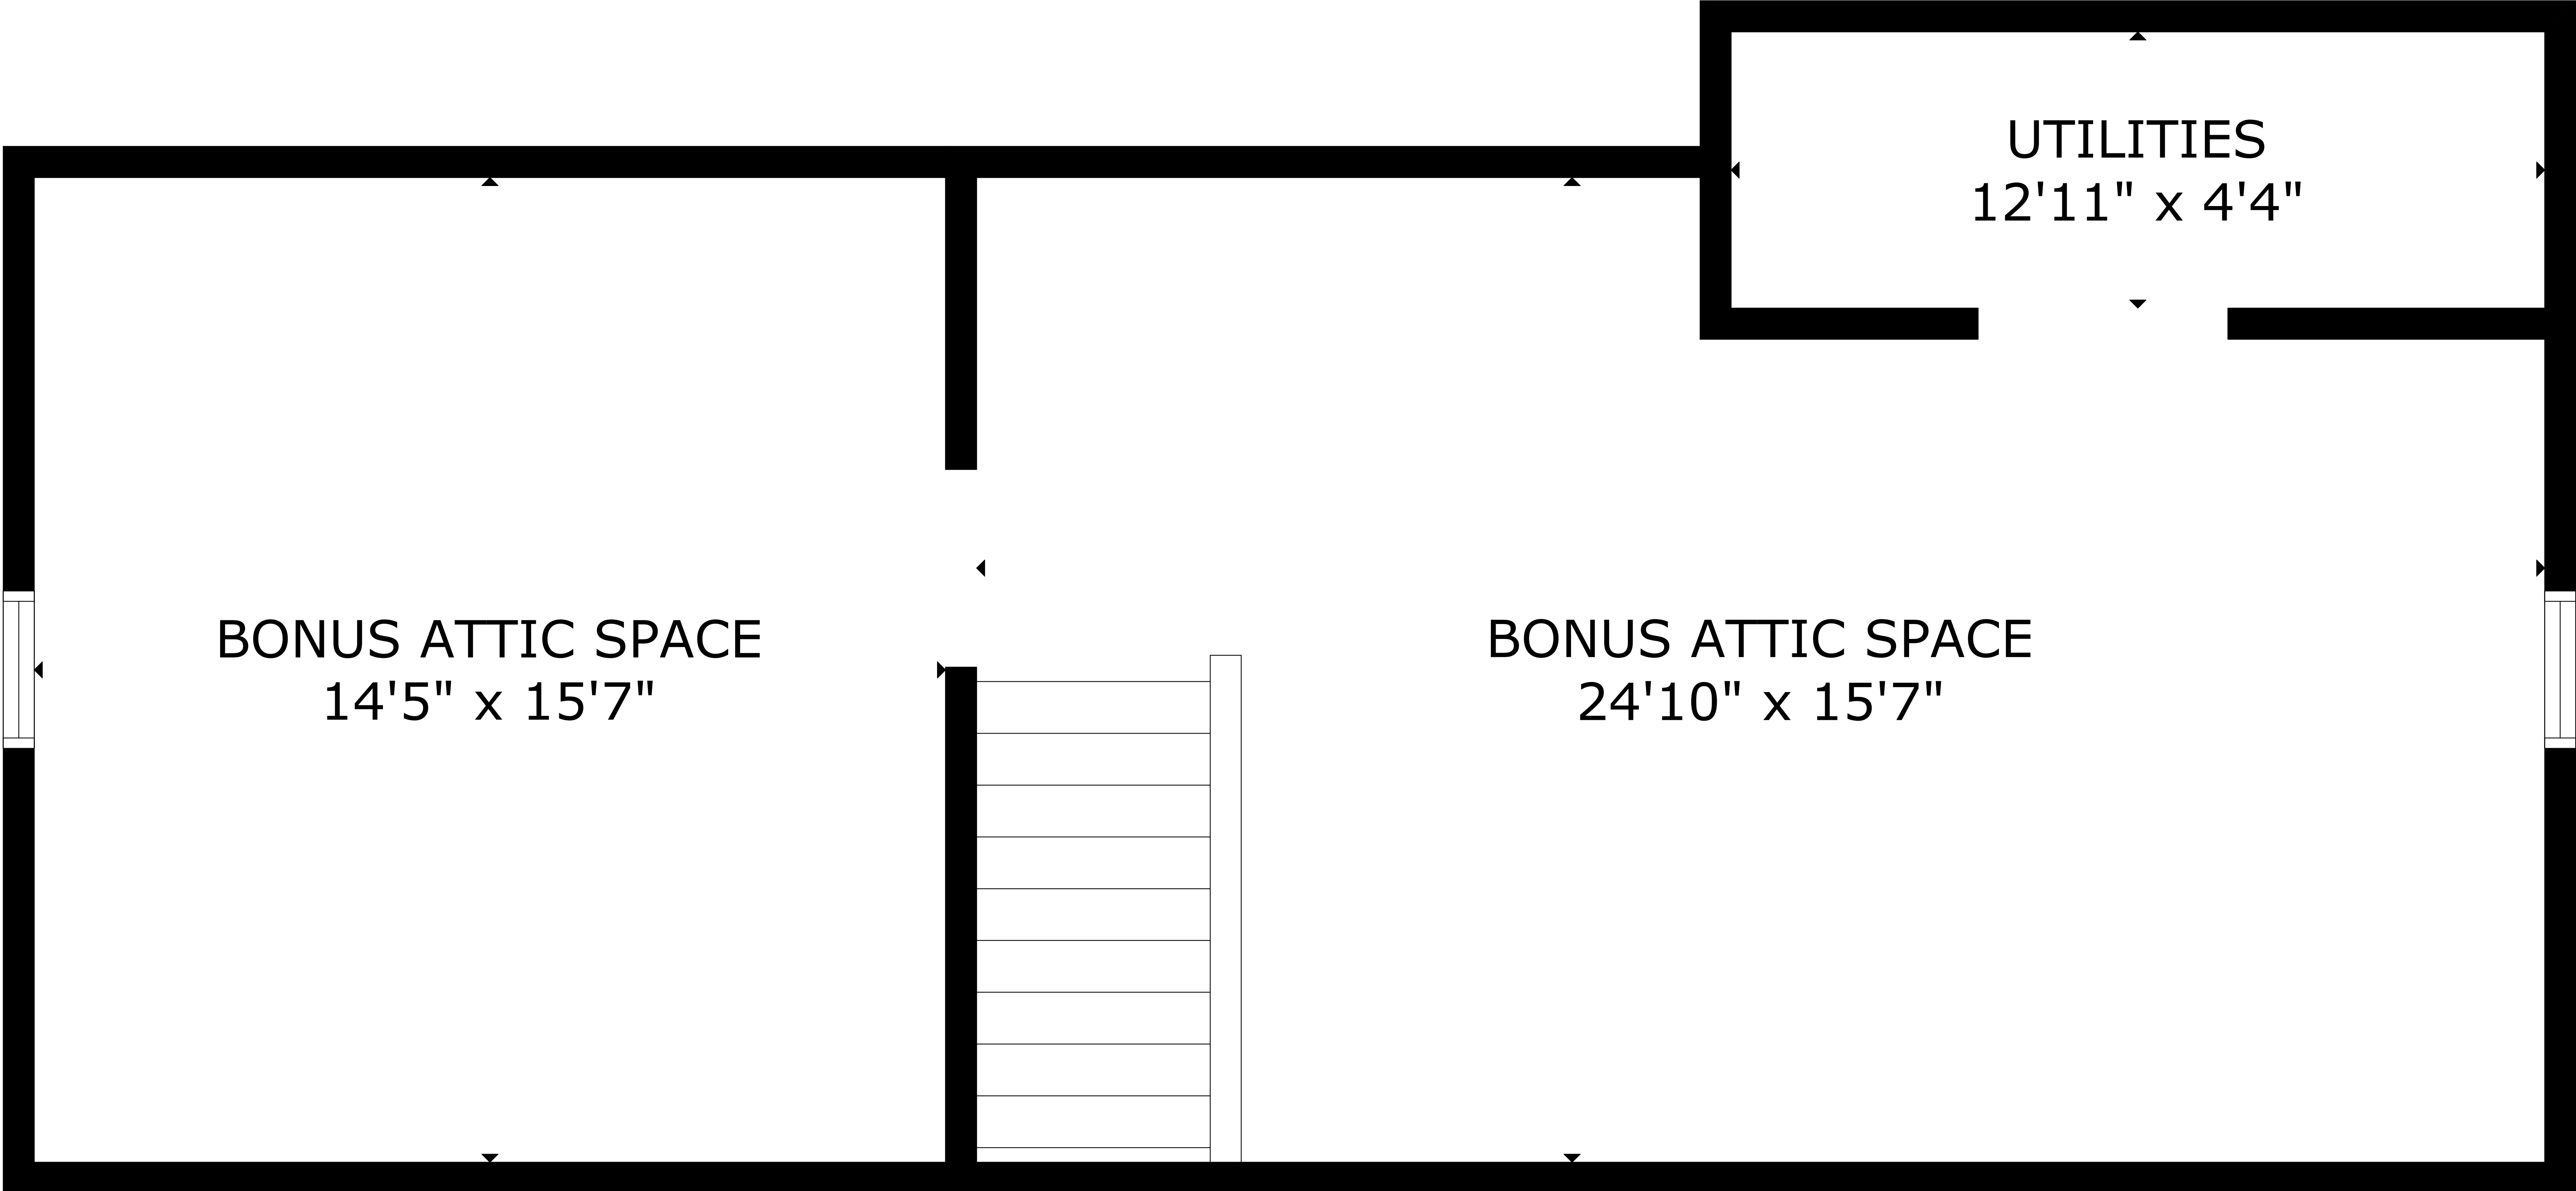 UTILITIES
12'11" x 4'4"
BONUS ATTIC SPACE
14'5" x 15'7"
BONUS ATTIC SPACE
24'10" x 15'7"